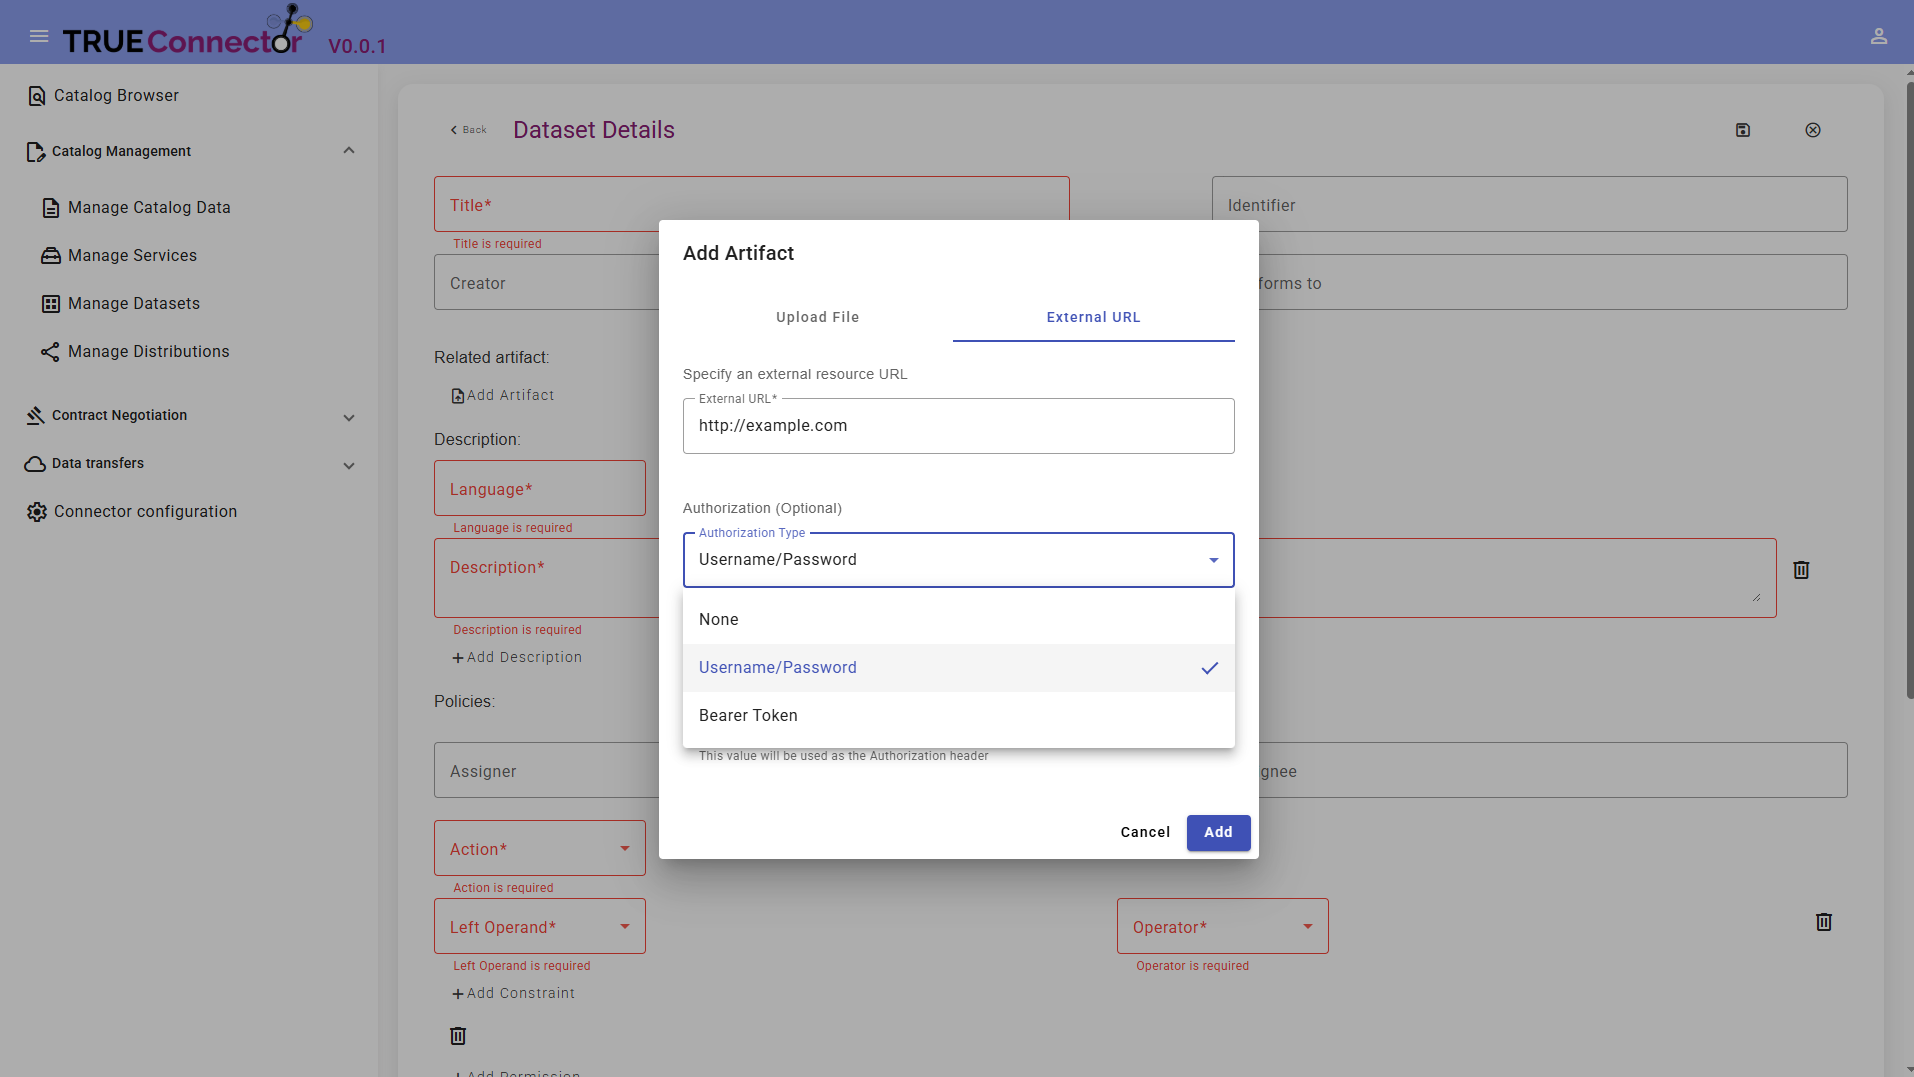 TRUEConnector V0.0.1
Catalog Browser
Catalog Management
Manage Catalog Data
Manage Services
Manage Datasets
Manage Distributions
Contract Negotiation
Data transfers
Connector configuration
Back
Dataset Details
Title*
Title is required
Identifier
Creator
forms to
Related artifact:
Add Artifact
Description:
Language*
Language is required
Description*
Description is required
Add Description
Policies:
Assigner
gnee
Action*
Action is required
Left Operand*
Left Operand is required
Operator*
Operator is required
Add Constraint
Add Permission
Add Artifact
Upload File
External URL
Specify an external resource URL
External URL*
http://example.com
Authorization (Optional)
Authorization Type
Username/Password
None
Username/Password
Bearer Token
This value will be used as the Authorization header
Cancel
Add